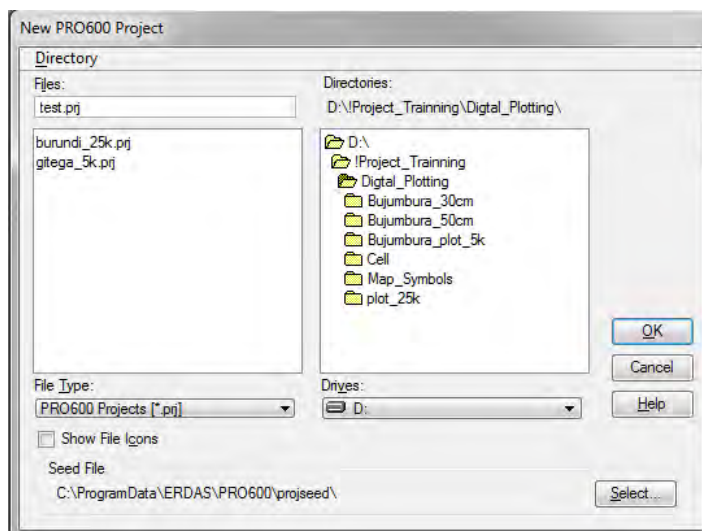 New PRO600 Project
Directory
Files:
test.prj
burundi_25k.prj
gitega_5k.prj
Directories:
D:\!Project_Trainning\Digtal_Plotting\
D:\
!Project_Trainning
Digtal_Plotting
Bujumbura_30cm
Bujumbura_50cm
Bujumbura_plot_5k
Cell
Map_Symbols
plot_25k
OK
Cancel
Help
File Type:
PRO600 Projects [*.prj]
Drives:
D:
Show File Icons
Seed File
C:\ProgramData\ERDAS\PRO600\projseed\
Select...